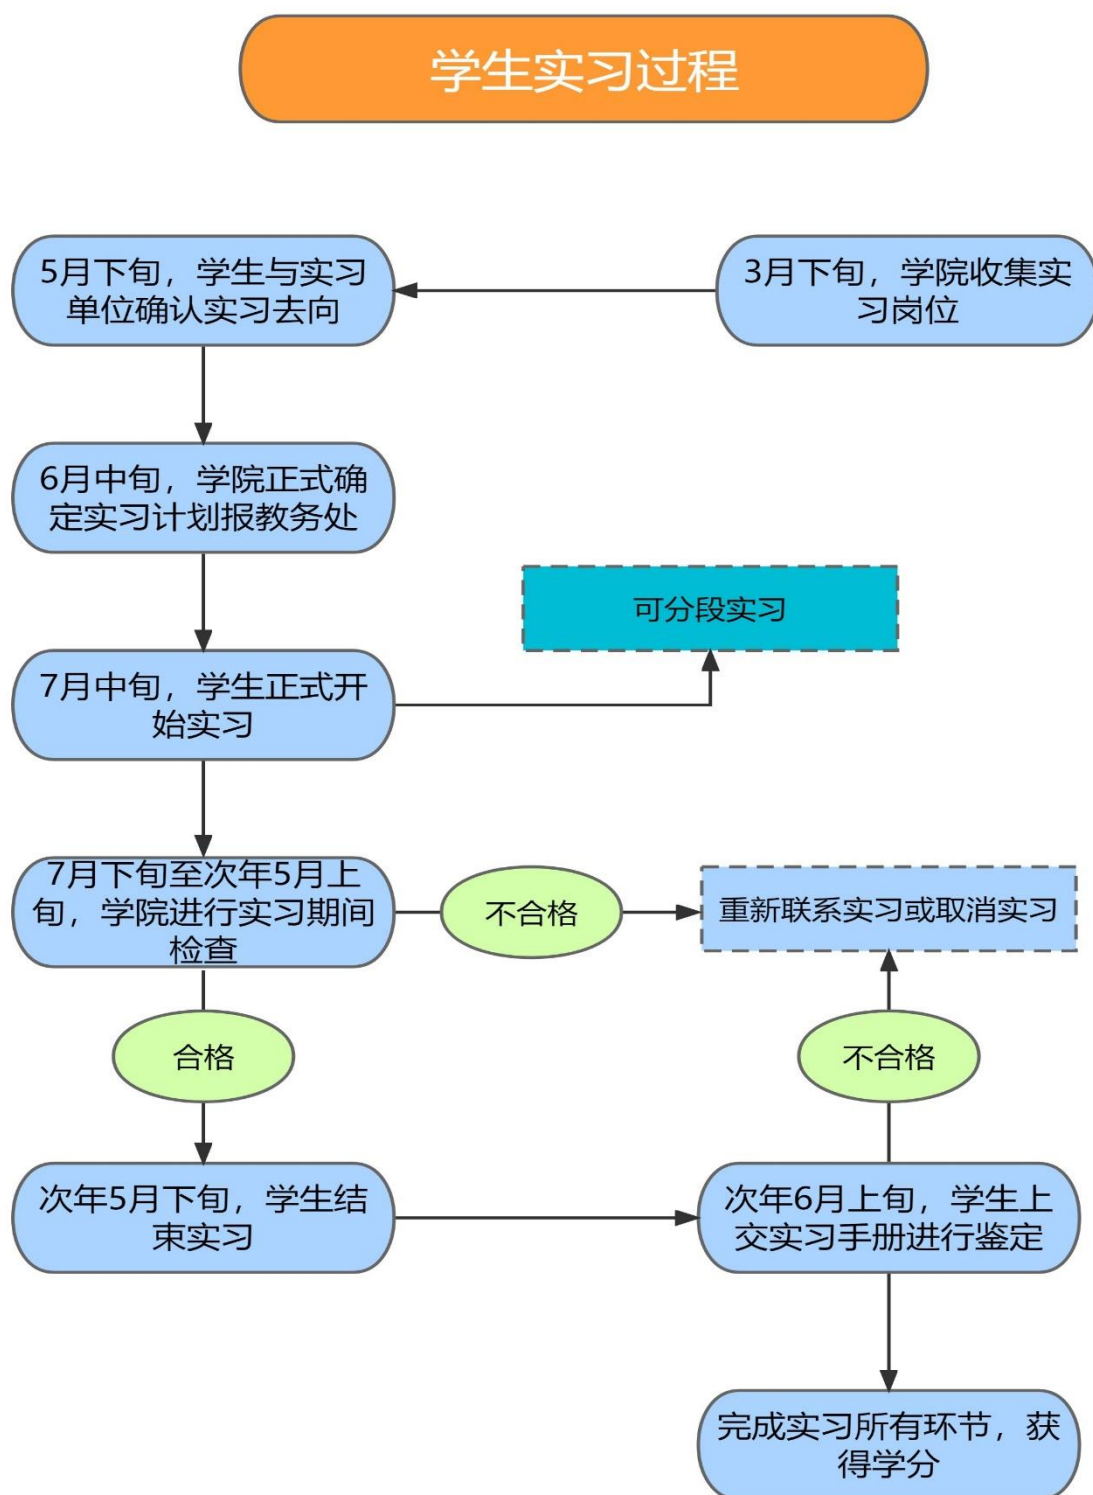 学生实习过程
5月下旬，学生与实习
单位确认实习去向
3月下旬，学院收集实
习岗位
6月中旬，学院正式确
定实习计划报教务处
可分段实习
7月中旬，学生正式开
始实习
7月下旬至次年5月上
旬，学院进行实习期间
检查
不合格
重新联系实习或取消实习
合格
不合格
次年5月下旬，学生结
束实习
次年6月上旬，学生上
交实习手册进行鉴定
完成实习所有环节，获
得学分